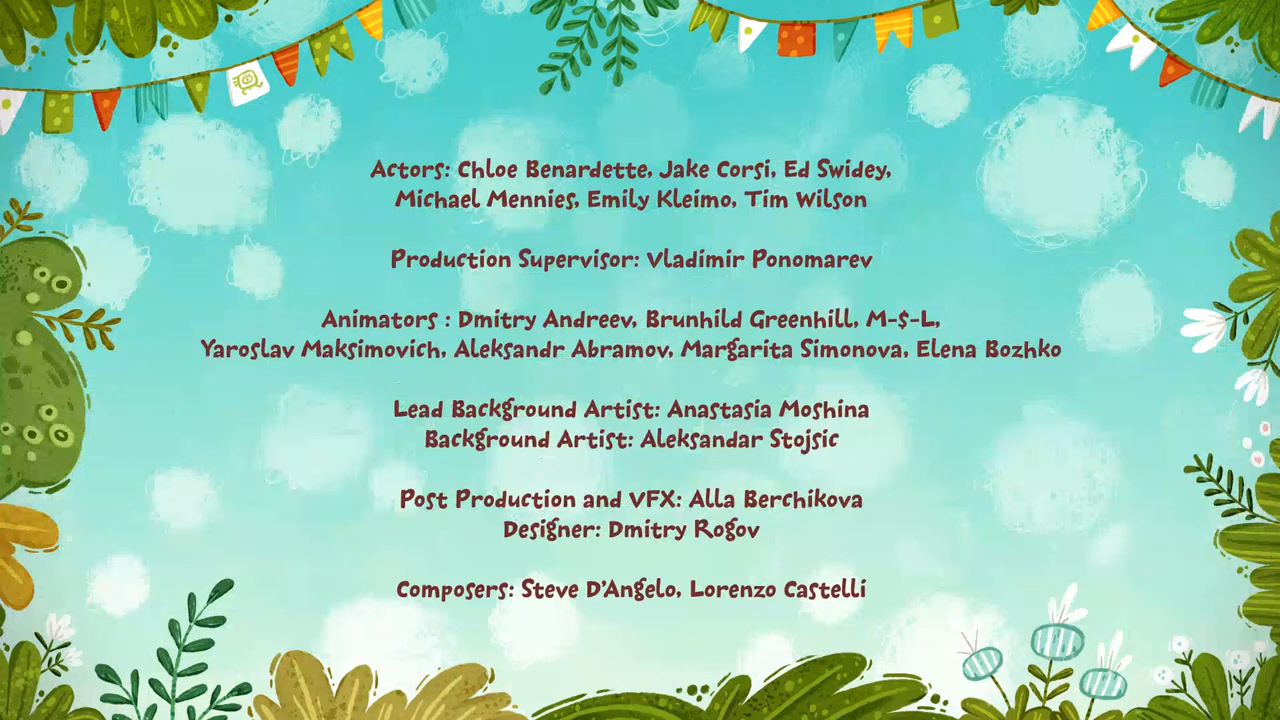 Actors: Chloe Benardette, Jake Corsi, Ed Swidey,
Michael Mennies, Emily Kleimo, Tim Wilson
Production Supervisor: Vladimir Ponomarev
Animators : Dmitry Andreev, Brunhild Greenhill, M-$-L,
Yaroslav Maksimovich, Aleksandr Abramov, Margarita Simonova, Elena Bozhko
Lead Background Artist: Anastasia Moshina
Background Artist: Aleksandar Stojsic
Post Production and VFX: Alla Berchikova
Designer: Dmitry Rogov
Composers: Steve D'Angelo, Lorenzo Castelli